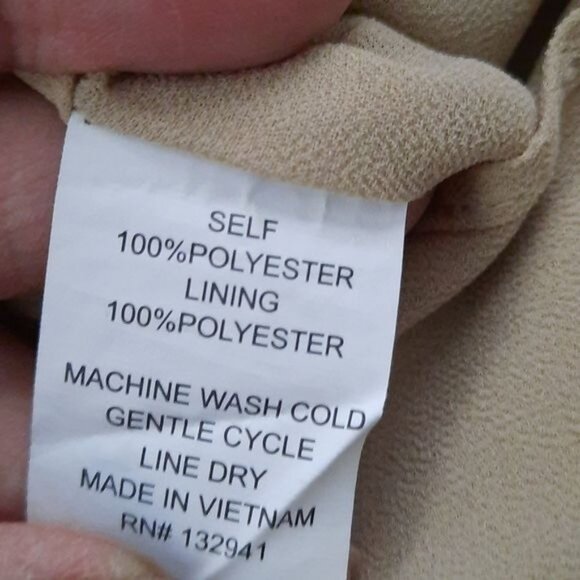 SELF
100%POLYESTER
LINING
100%POLYESTER
MACHINE WASH COLD
GENTLE CYCLE
LINE DRY
MADE IN VIETNAM
RN# 132941